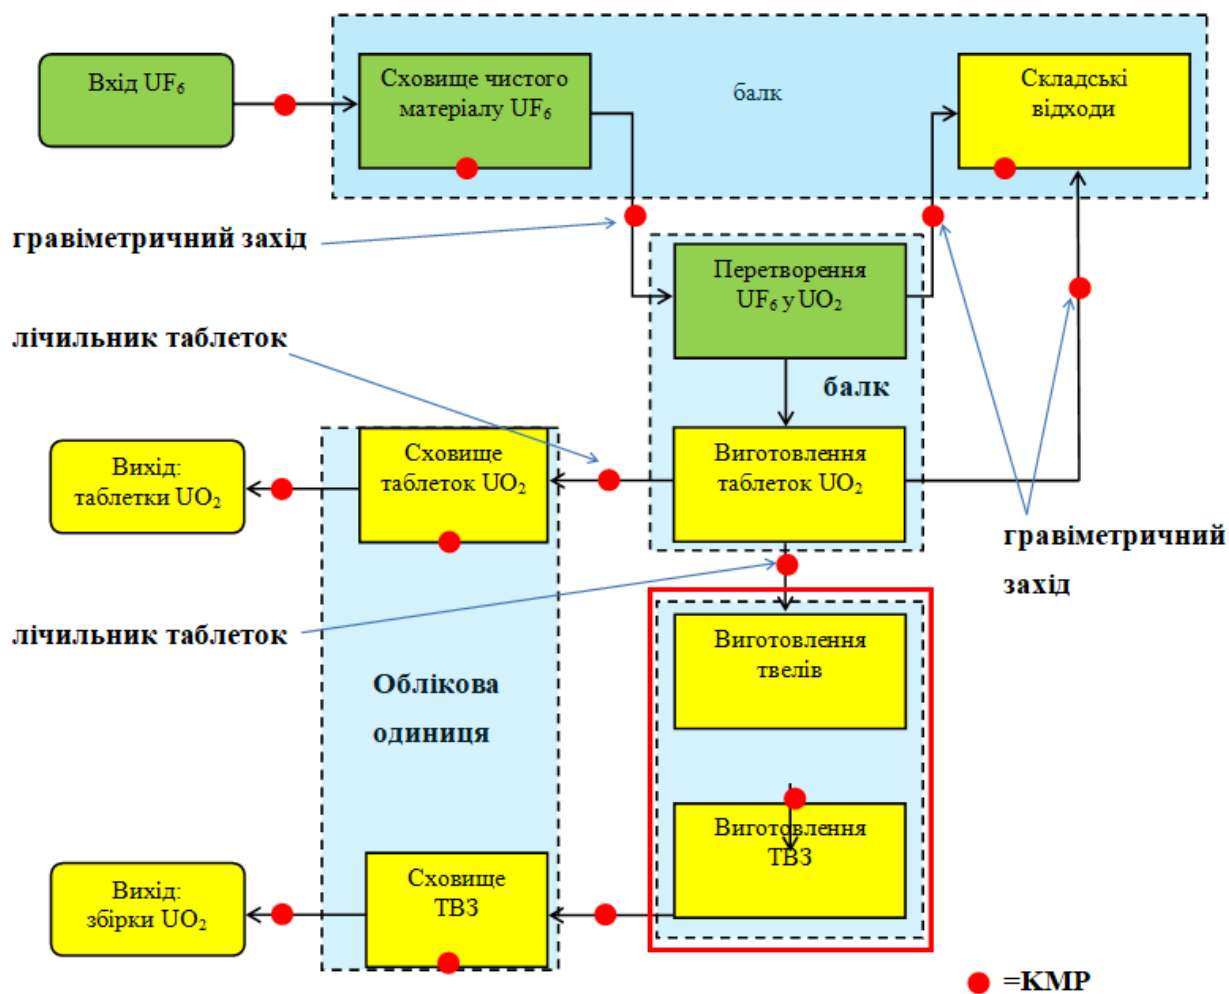 Вхід UF₆
Сховище чистого
матеріалу UF₆
балк
Складські
відходи
гравіметричний захід
Перетворення
UF₆ у UO₂
лічильник таблеток
балк
Вихід:
таблетки UO₂
Сховище
таблеток UO₂
Виготовлення
таблеток UO₂
гравіметричний
захід
лічильник таблеток
Виготовлення
твелів
Облікова
одиниця
Виготовлення
ТВЗ
Вихід:
збірки UO₂
Сховище
ТВЗ
=KMP